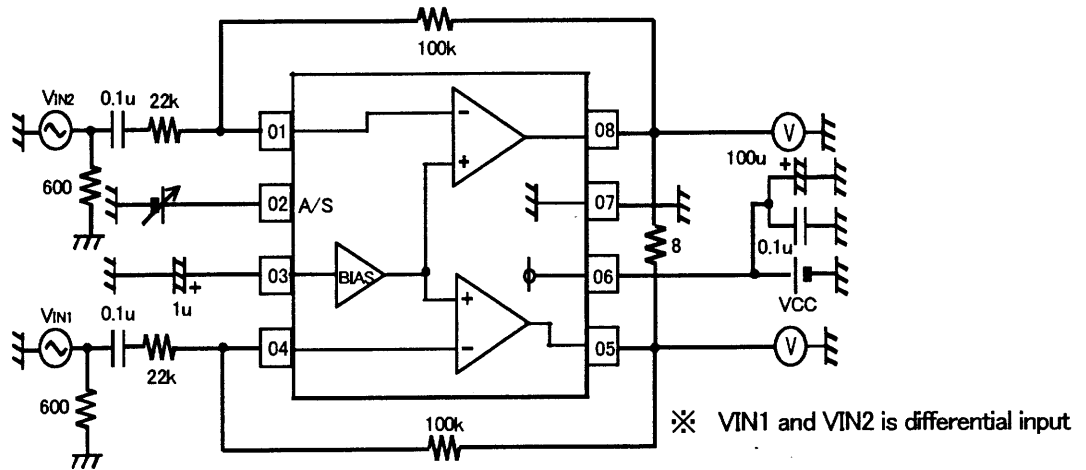 100k
VIN2
0.1u
22k
600
01
08
V
100u
+
02
A/S
07
8
0.1u
03
BIAS
06
1u
+
VCC
VIN1
0.1u
22k
04
05
V
600
100k
※ VIN1 and VIN2 is differential input